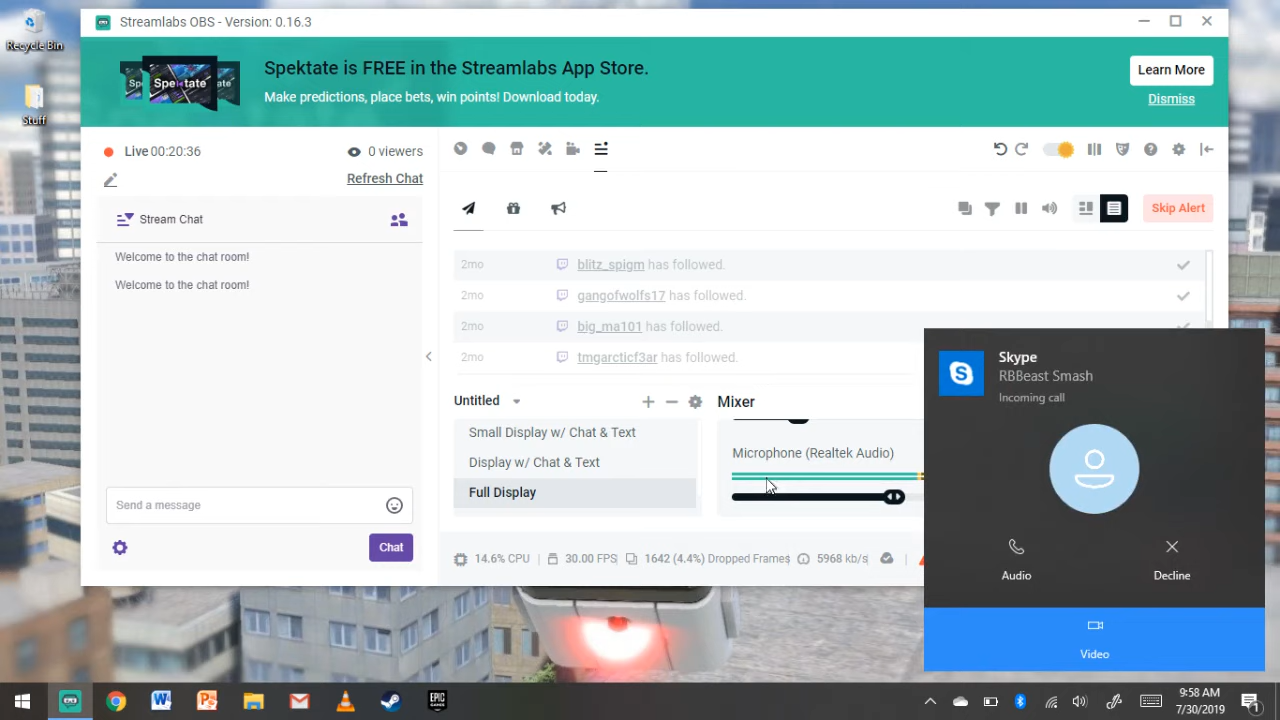 Recycle Bin
Stuff
Streamlabs OBS - Version: 0.16.3
Spektate
Spektate is FREE in the Streamlabs App Store.
Make predictions, place bets, win points! Download today.
Learn More
Dismiss
Live 00:20:36
0 viewers
Refresh Chat
Stream Chat
Welcome to the chat room!
Welcome to the chat room!
Send a message
Chat
Skip Alert
2mo blitz_spigm has followed.
2mo gangofwolfs17 has followed.
2mo big_ma101 has followed.
2mo tmgarcticf3ar has followed.
Untitled
Small Display w/ Chat & Text
Display w/ Chat & Text
Full Display
Mixer
Microphone (Realtek Audio)
14.6% CPU
30.00 FPS
1642 (4.4%) Dropped Frames
5968 kb/s
Skype
RBBeast Smash
Incoming call
Audio
Decline
Video
EPIC GAMES
9:58 AM
7/30/2019
1